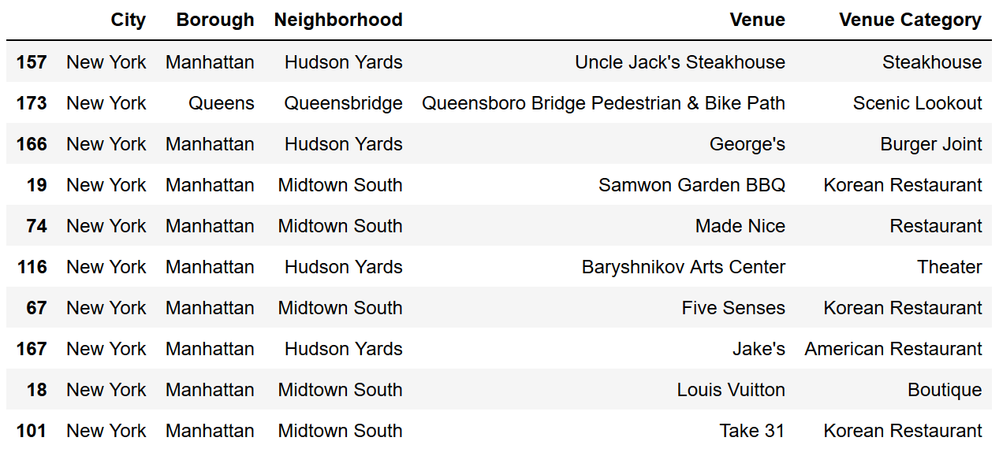 City Borough Neighborhood Venue Venue Category
157 New York Manhattan Hudson Yards Uncle Jack's Steakhouse Steakhouse
173 New York Queens Queensbridge Queensboro Bridge Pedestrian & Bike Path Scenic Lookout
166 New York Manhattan Hudson Yards George's Burger Joint
19 New York Manhattan Midtown South Samwon Garden BBQ Korean Restaurant
74 New York Manhattan Midtown South Made Nice Restaurant
116 New York Manhattan Hudson Yards Baryshnikov Arts Center Theater
67 New York Manhattan Midtown South Five Senses Korean Restaurant
167 New York Manhattan Hudson Yards Jake's American Restaurant
18 New York Manhattan Midtown South Louis Vuitton Boutique
101 New York Manhattan Midtown South Take 31 Korean Restaurant